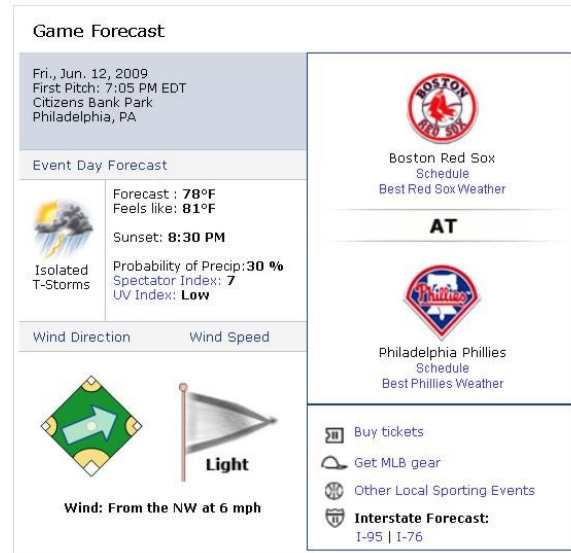 Game Forecast
Fri., Jun. 12, 2009
First Pitch: 7:05 PM EDT
Citizens Bank Park
Philadelphia, PA
Event Day Forecast
Isolated
T-Storms
Forecast : 78°F
Feels like: 81°F
Sunset: 8:30 PM
Probability of Precip:30 %
Spectator Index: 7
UV Index: Low
Wind Direction Wind Speed
Light
Wind: From the NW at 6 mph
BOSTON
RED SOX
Boston Red Sox
Schedule
Best Red Sox Weather
AT
Phillies
Philadelphia Phillies
Schedule
Best Phillies Weather
Buy tickets
Get MLB gear
Other Local Sporting Events
Interstate Forecast:
I-95 | I-76